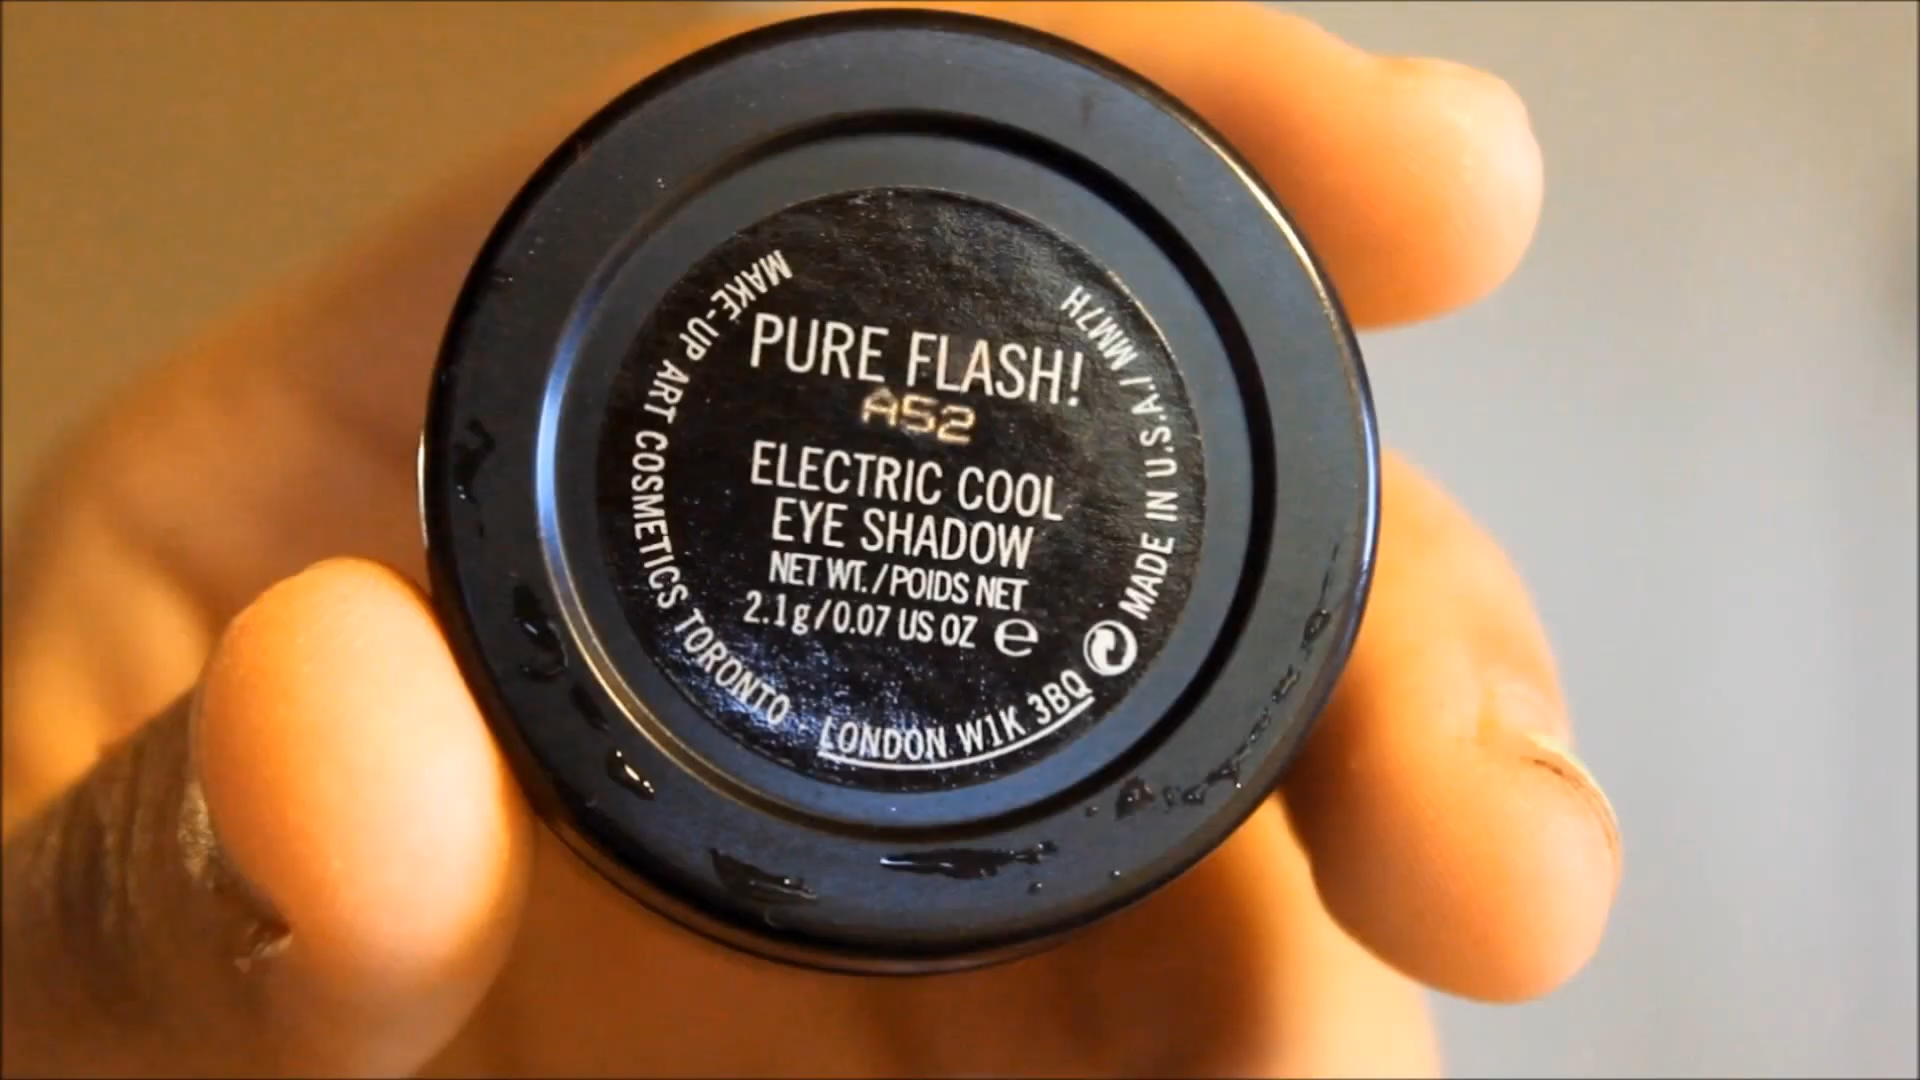 PURE FLASH!
A52
ELECTRIC COOL
EYE SHADOW
NET WT./POIDS NET
2.1g/0.07 US OZ e
MAKE-UP ART COSMETICS TORONTO - LONDON W1K 3BQ
MADE IN U.S.A./MM7H